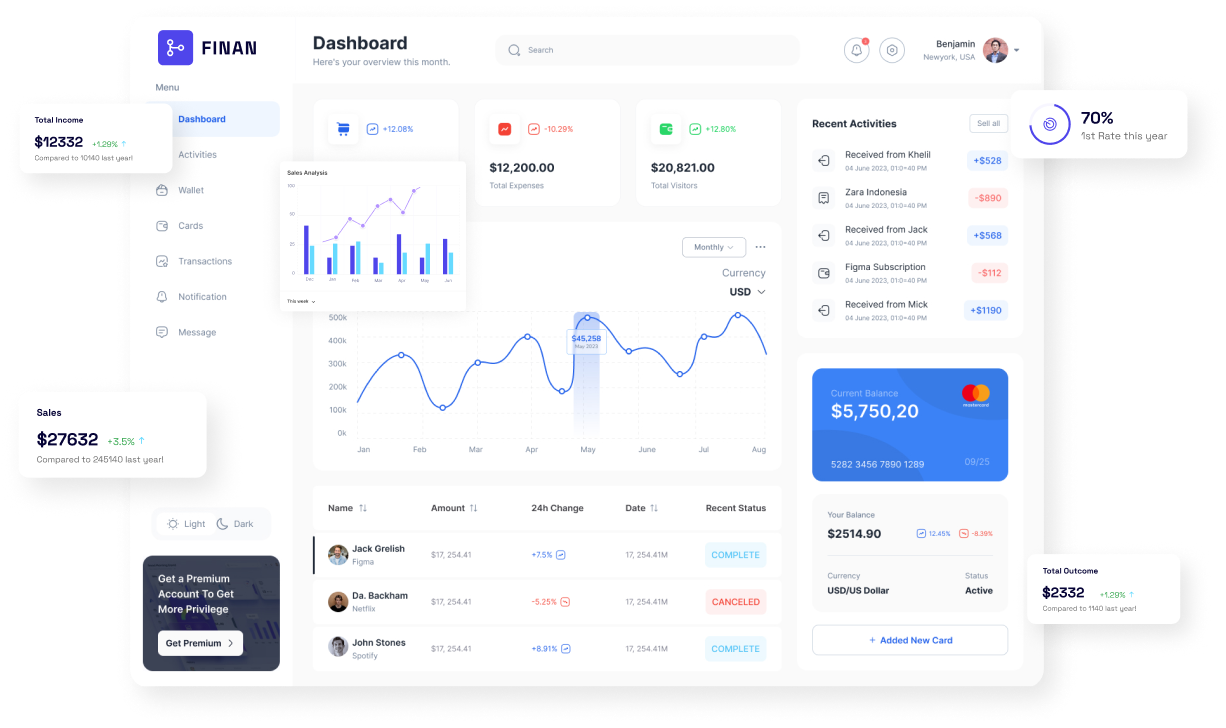 FINAN
Menu
Dashboard
Activities
Wallet
Cards
Transactions
Notification
Message
Light
Dark
Get a Premium
Account To Get
More Privilege
Get Premium
Total Income
$12332 +1.29% ↑
Compared to 10140 last year!
Sales
$27632 +3.5% ↑
Compared to 245140 last year!
Dashboard
Here's your overview this month.
Search
Benjamin
Newyork, USA
+12.08%
-10.29%
$12,200.00
Total Expenses
+12.80%
$20,821.00
Total Visitors
Sales Analysis
100
50
25
0
Dec Jan Feb Mar Apr May Jun
This week
Monthly
Currency
USD
500k
400k
300k
200k
100k
0k
$45,258
May 2023
Jan Feb Mar Apr May June Jul Aug
Name Amount 24h Change Date Recent Status
Jack Grelish
Figma
$17, 254.41 +7.5% 17, 254.41M COMPLETE
Da. Backham
Netflix
$17, 254.41 -5.25% 17, 254.41M CANCELED
John Stones
Spotify
$17, 254.41 +8.91% 17, 254.41M COMPLETE
Recent Activities
Sell all
Received from Khelil
04 June 2023, 01:0=40 PM
+$528
Zara Indonesia
04 June 2023, 01:0=40 PM
-$890
Received from Jack
04 June 2023, 01:0=40 PM
+$568
Figma Subscription
04 June 2023, 01:0=40 PM
-$112
Received from Mick
04 June 2023, 01:0=40 PM
+$1190
70%
1st Rate this year
Current Balance
$5,750,20
mastercard
5282 3456 7890 1289
09/25
Your Balance
$2514.90
12.45%
-8.39%
Currency
USD/US Dollar
Status
Active
+ Added New Card
Total Outcome
$2332 +1.29% ↑
Compared to 1140 last year!